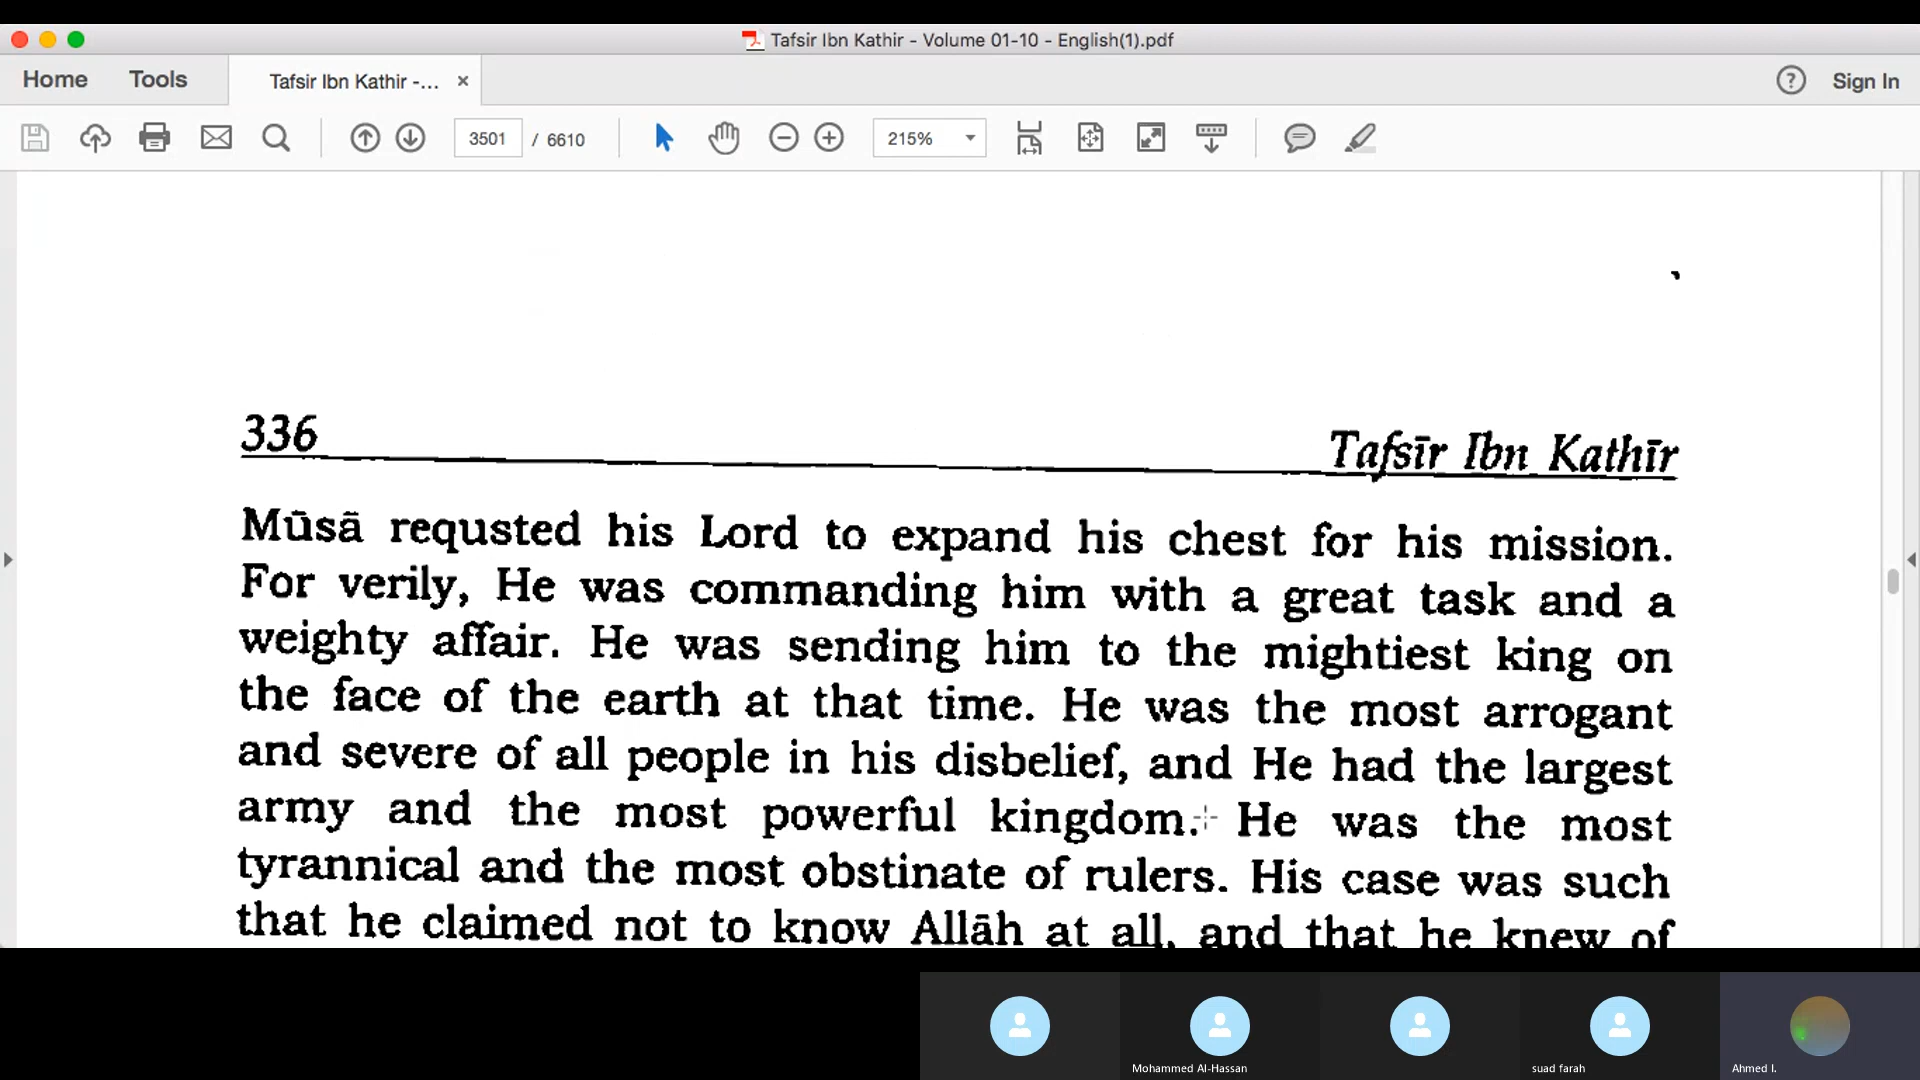 Tafsir Ibn Kathir - Volume 01-10 - English(1).pdf
Home Tools Tafsir Ibn Kathir -... × ? Sign In
3501 / 6610 215%
336 Tafsīr Ibn Kathīr
Mūsā requsted his Lord to expand his chest for his mission.
For verily, He was commanding him with a great task and a
weighty affair. He was sending him to the mightiest king on
the face of the earth at that time. He was the most arrogant
and severe of all people in his disbelief, and He had the largest
army and the most powerful kingdom. He was the most
tyrannical and the most obstinate of rulers. His case was such
that he claimed not to know Allāh at all, and that he knew of
Mohammed Al-Hassan suad farah Ahmed I.